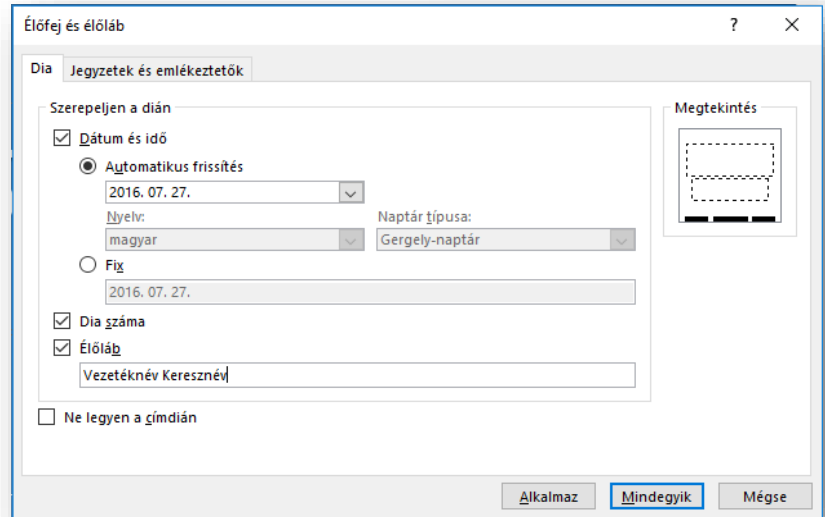 Élőfej és élőláb
?
Dia
Jegyzetek és emlékeztetők
Szerepeljen a dián
Megtekintés
Dátum és idő
Automatikus frissítés
2016. 07. 27.
Nyelv:
Naptár típusa:
magyar
Gergely-naptár
Fix
2016. 07. 27.
Dia száma
Élőláb
Vezetéknév Keresznév
Ne legyen a címdián
Alkalmaz
Mindegyik
Mégse